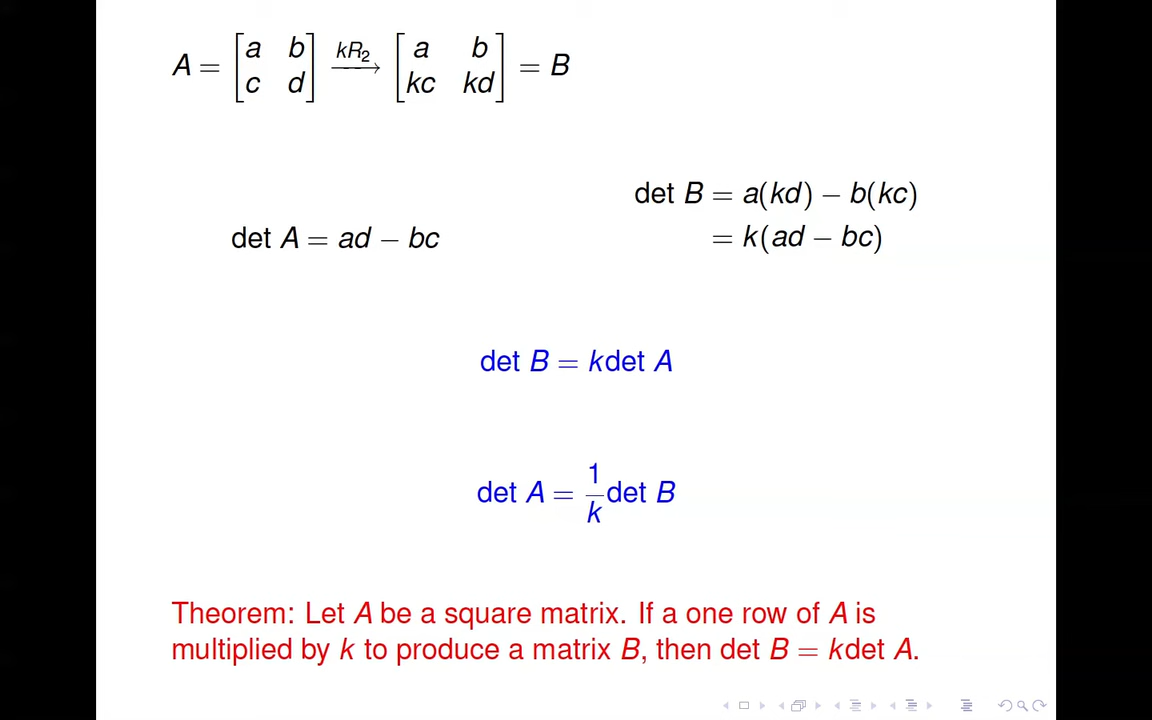 A = [a b; c d] —kR₂→ [a b; kc kd] = B
det A = ad − bc
det B = a(kd) − b(kc)
= k(ad − bc)
det B = kdet A
det A = 1/k det B
Theorem: Let A be a square matrix. If a one row of A is
multiplied by k to produce a matrix B, then det B = kdet A.